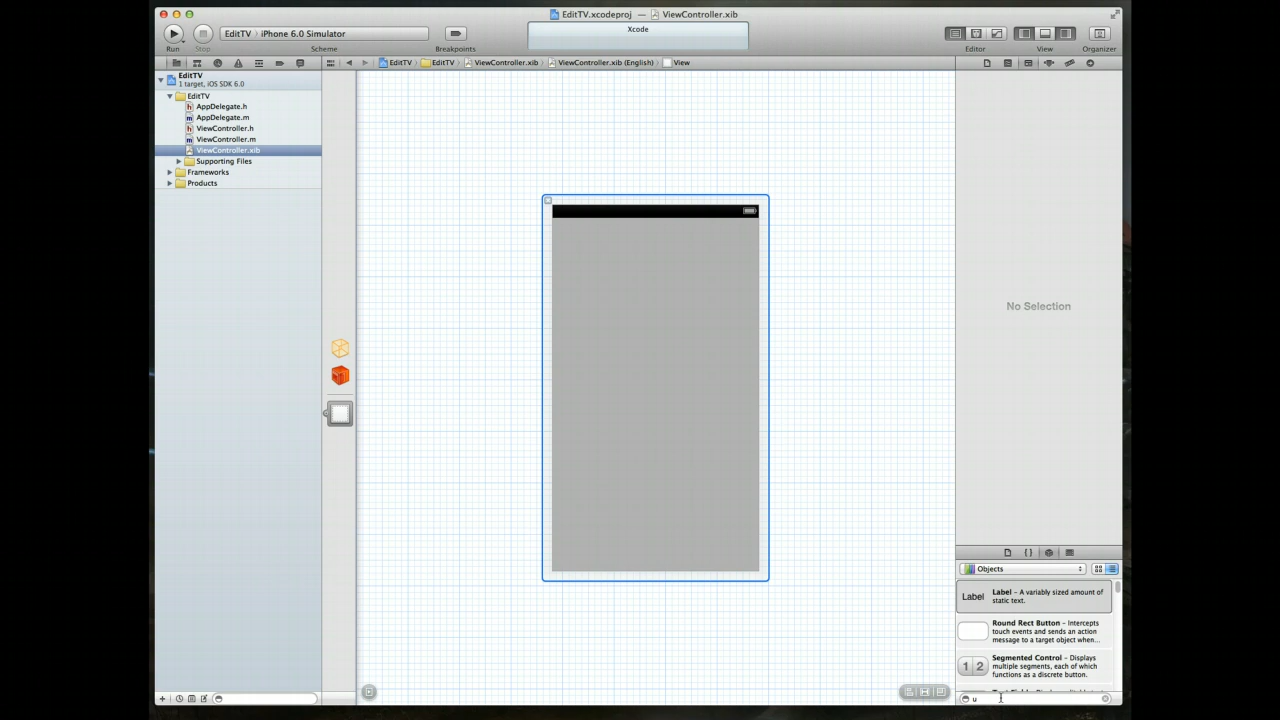 EditTV.xcodeproj — ViewController.xib
EditTV iPhone 6.0 Simulator
Xcode
Run
Stop
Scheme
Breakpoints
Editor
View
Organizer
EditTV
EditTV
ViewController.xib
ViewController.xib (English)
View
EditTV
1 target, iOS SDK 6.0
EditTV
AppDelegate.h
AppDelegate.m
ViewController.h
ViewController.m
ViewController.xib
Supporting Files
Frameworks
Products
No Selection
Objects
Label
Label – A variably sized amount of
static text.
Round Rect Button – Intercepts
touch events and sends an action
message to a target object when...
1 2
Segmented Control – Displays
multiple segments, each of which
functions as a discrete button.
u